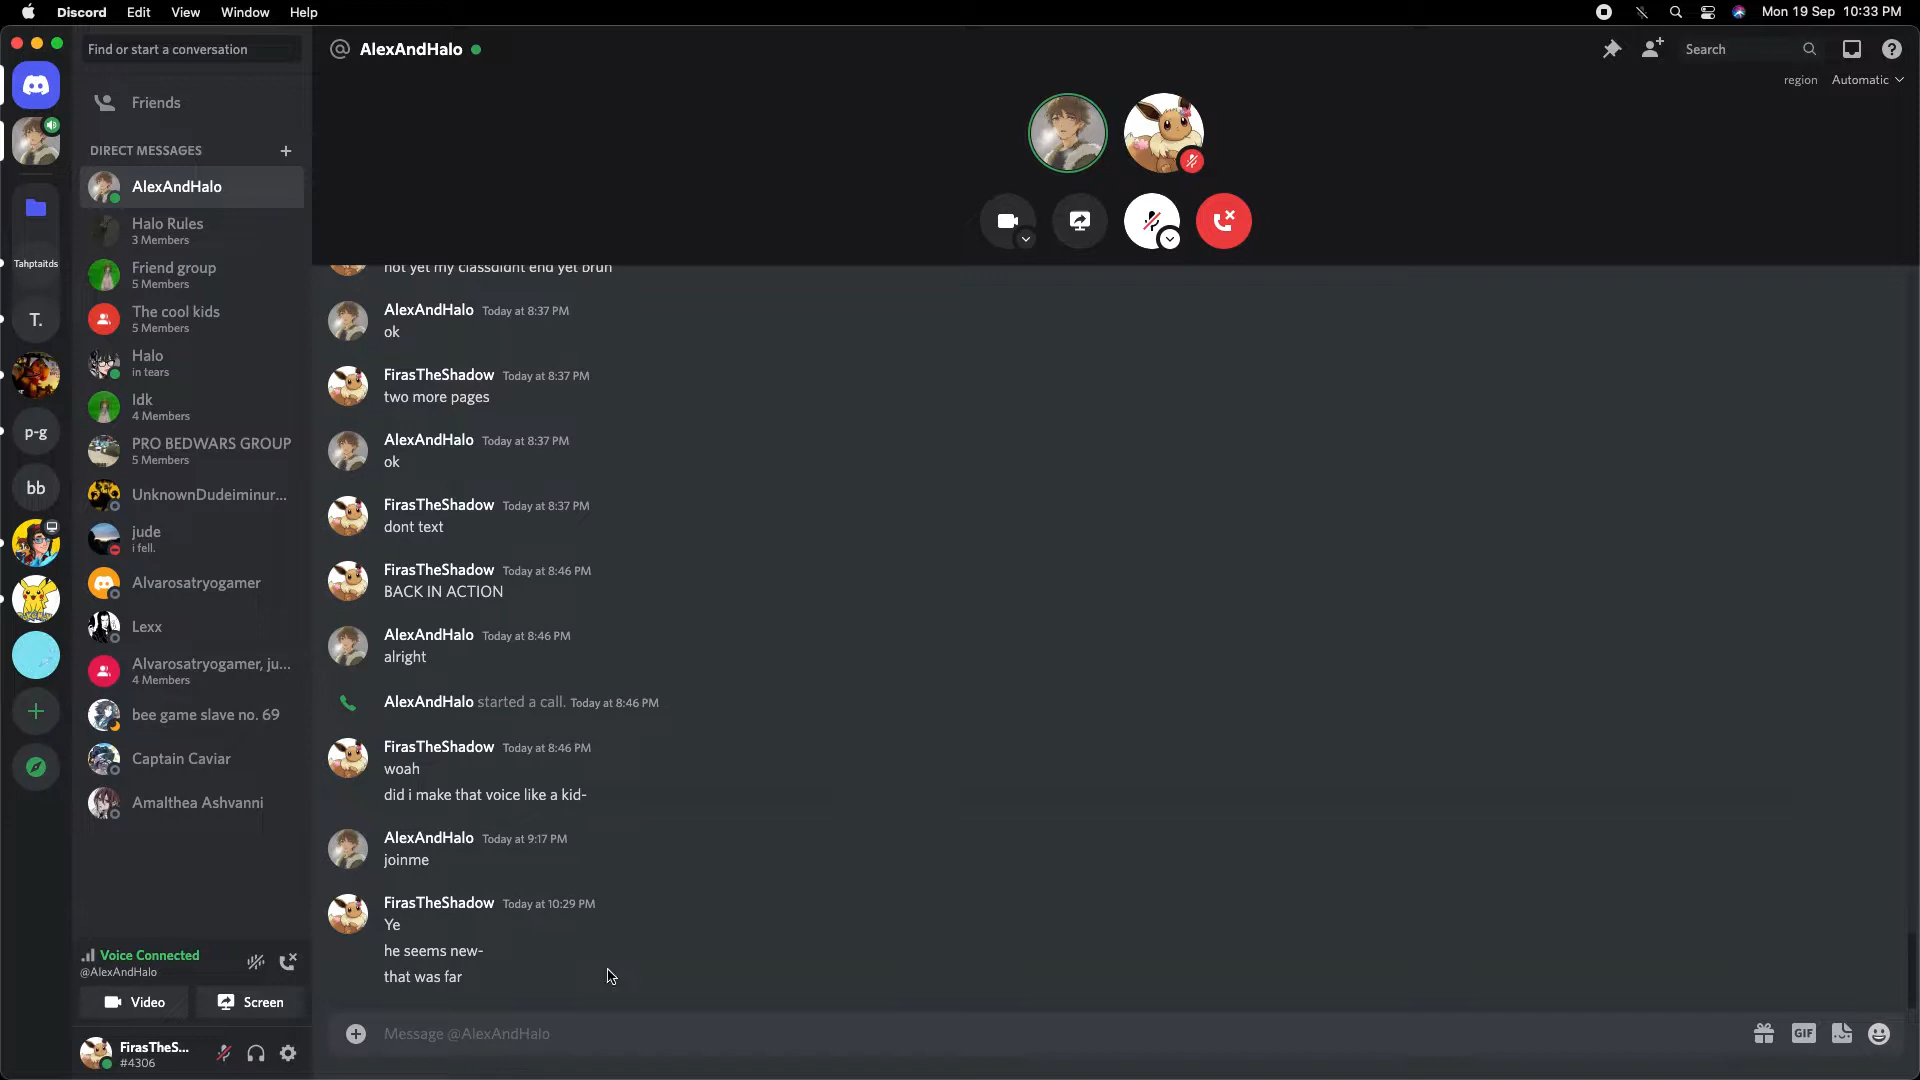 Discord Edit View Window Help
Mon 19 Sep 10:33 PM
Find or start a conversation
Friends
DIRECT MESSAGES
AlexAndHalo
Halo Rules
3 Members
Friend group
5 Members
The cool kids
5 Members
Halo
in tears
Idk
4 Members
PRO BEDWARS GROUP
5 Members
UnknownDudeiminur...
jude
i fell.
Alvarosatryogamer
Lexx
Alvarosatryogamer, ju...
4 Members
bee game slave no. 69
Captain Caviar
Amalthea Ashvanni
Tahptaitds
T.
p-g
bb
Voice Connected
@AlexAndHalo
Video Screen
FirasTheS...
#4306
AlexAndHalo
Search
region Automatic
not yet my classdidnt end yet bruh
AlexAndHalo Today at 8:37 PM
ok
FirasTheShadow Today at 8:37 PM
two more pages
AlexAndHalo Today at 8:37 PM
ok
FirasTheShadow Today at 8:37 PM
dont text
FirasTheShadow Today at 8:46 PM
BACK IN ACTION
AlexAndHalo Today at 8:46 PM
alright
AlexAndHalo started a call. Today at 8:46 PM
FirasTheShadow Today at 8:46 PM
woah
did i make that voice like a kid-
AlexAndHalo Today at 9:17 PM
joinme
FirasTheShadow Today at 10:29 PM
Ye
he seems new-
that was far
Message @AlexAndHalo
GIF